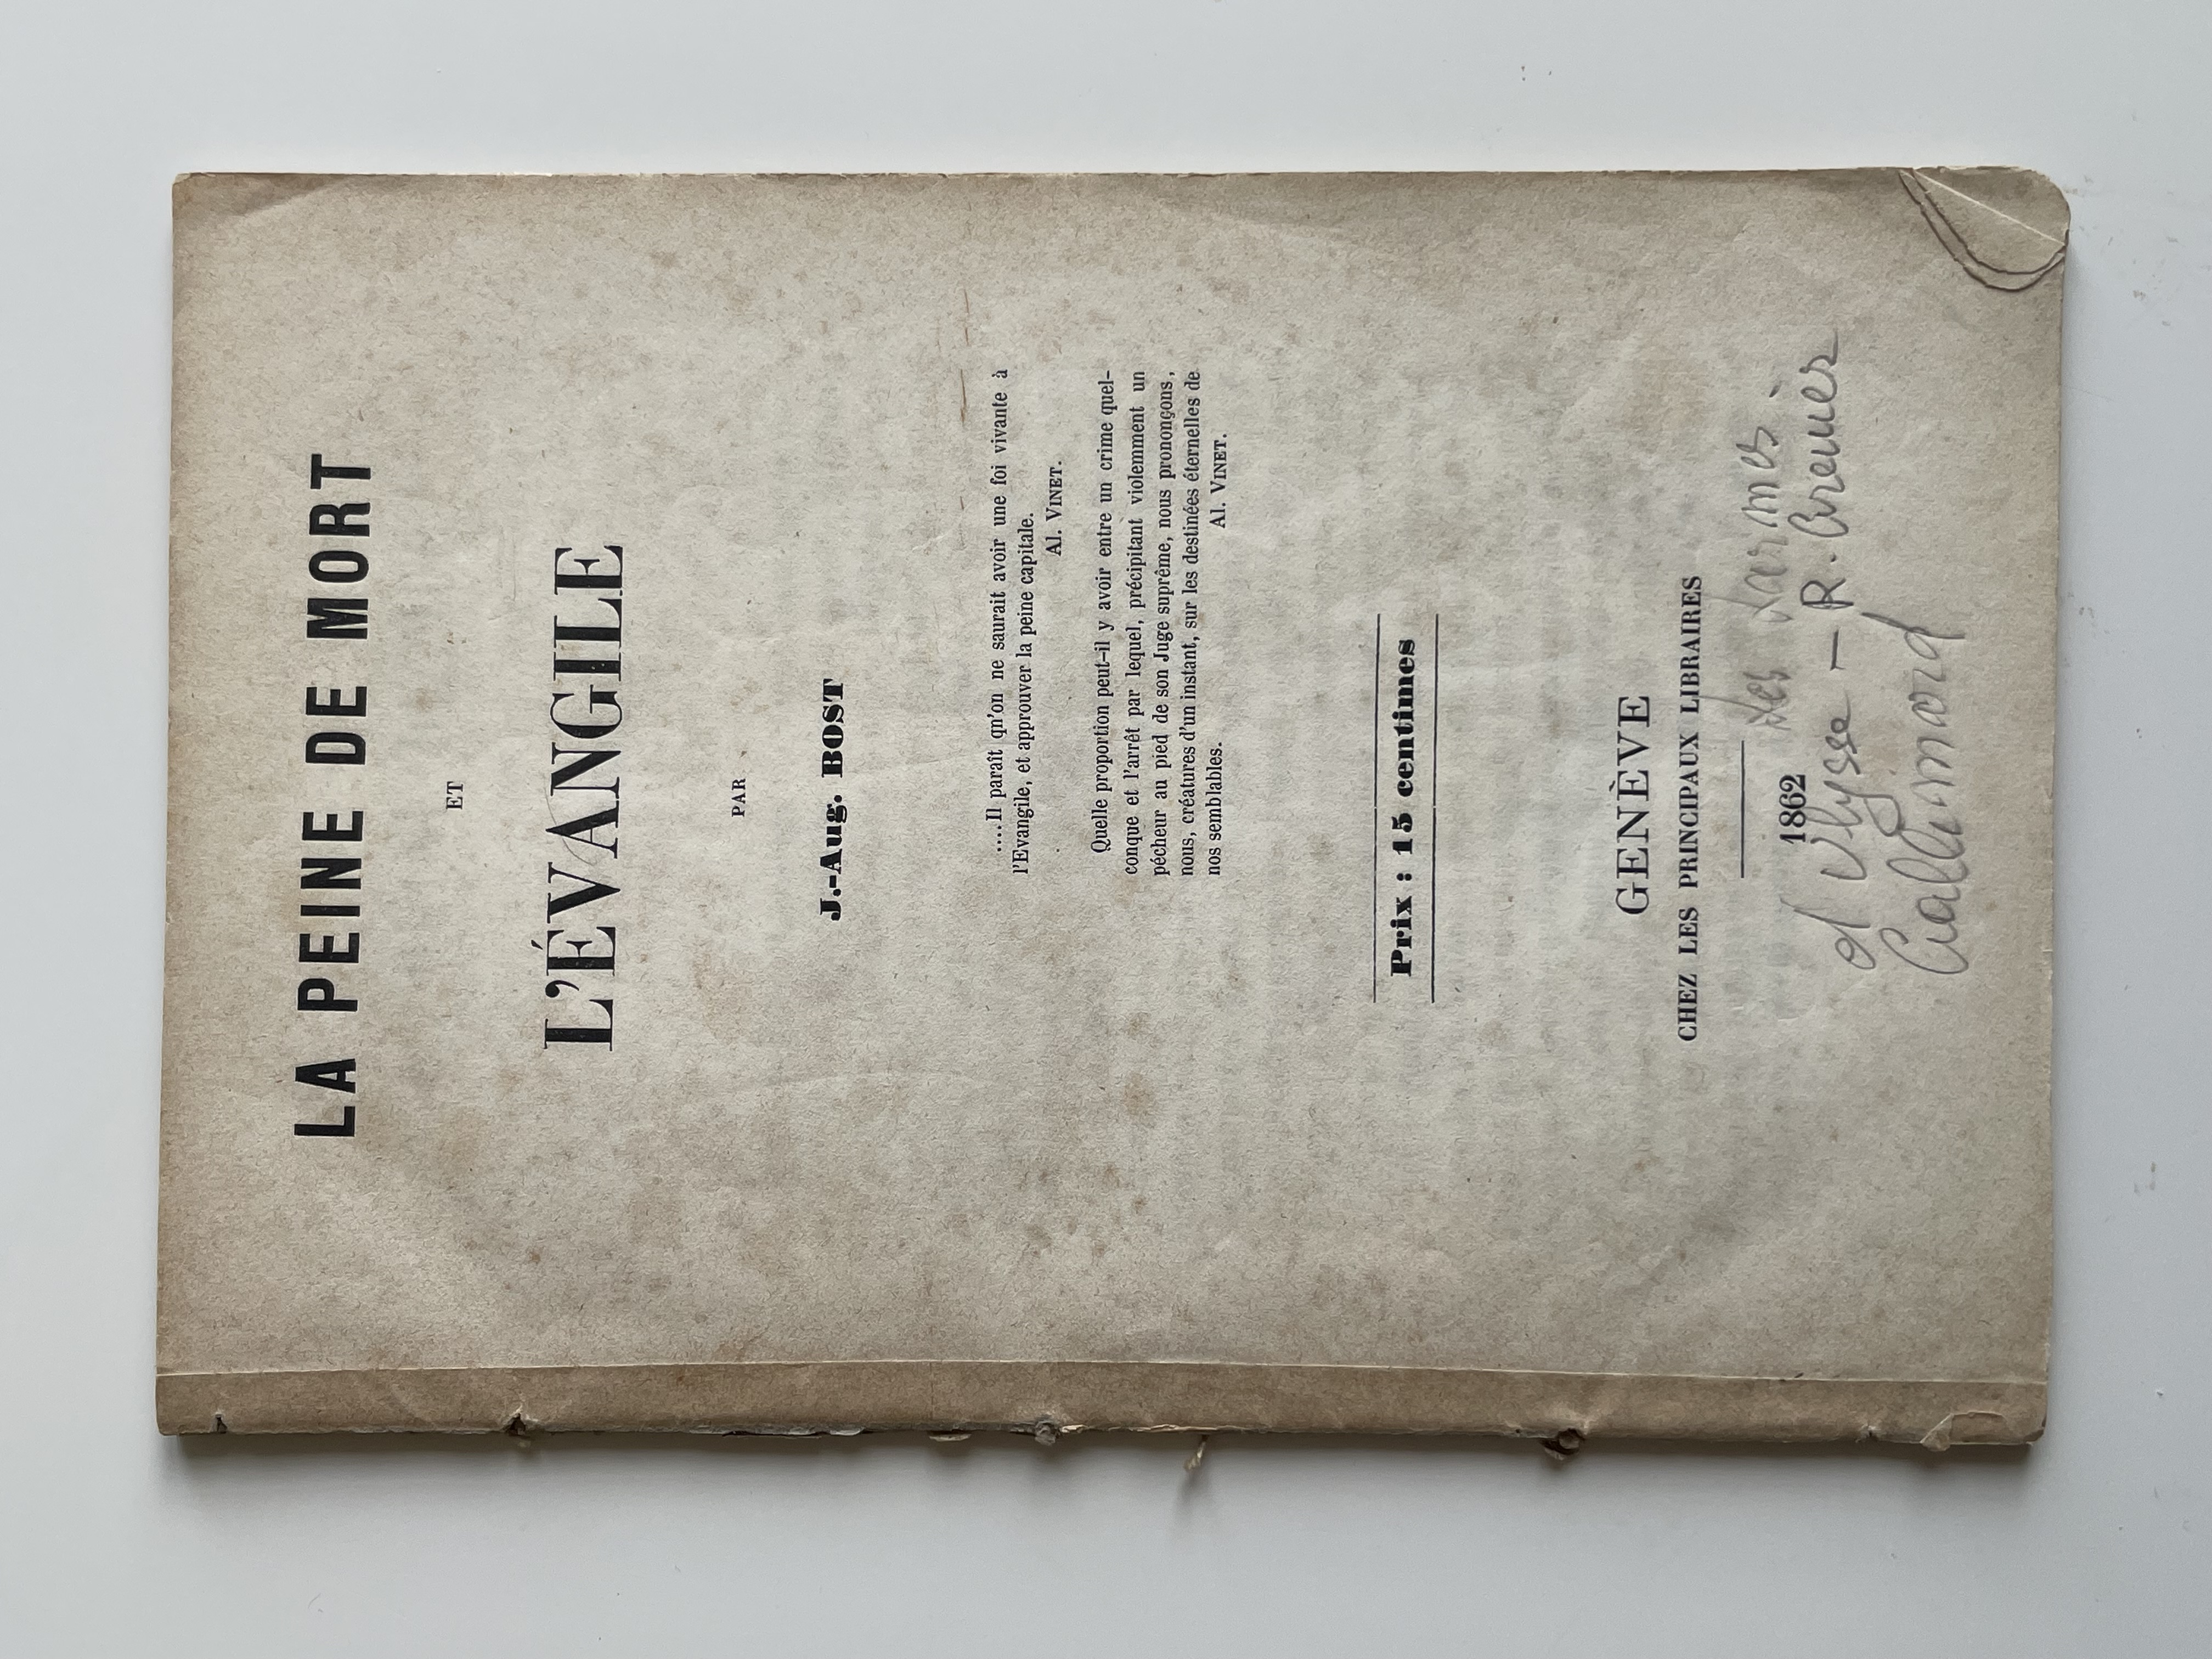 LA PEINE DE MORT
ET
L'ÉVANGILE
PAR
J.-Aug. BOST
....Il paraît qu'on ne saurait avoir une foi vivante à
l'Evangile, et approuver la peine capitale.
Al. VINET.
Quelle proportion peut-il y avoir entre un crime quel-
conque et l'arrêt par lequel, précipitant violemment un
pécheur au pied de son Juge suprême, nous prononçons,
nous, créatures d'un instant, sur les destinées éternelles de
nos semblables.
Al. VINET.
Prix : 15 centimes
GENÈVE
CHEZ LES PRINCIPAUX LIBRAIRES
1862
Les Larmes
d'Ulysse – R.
Gallimard